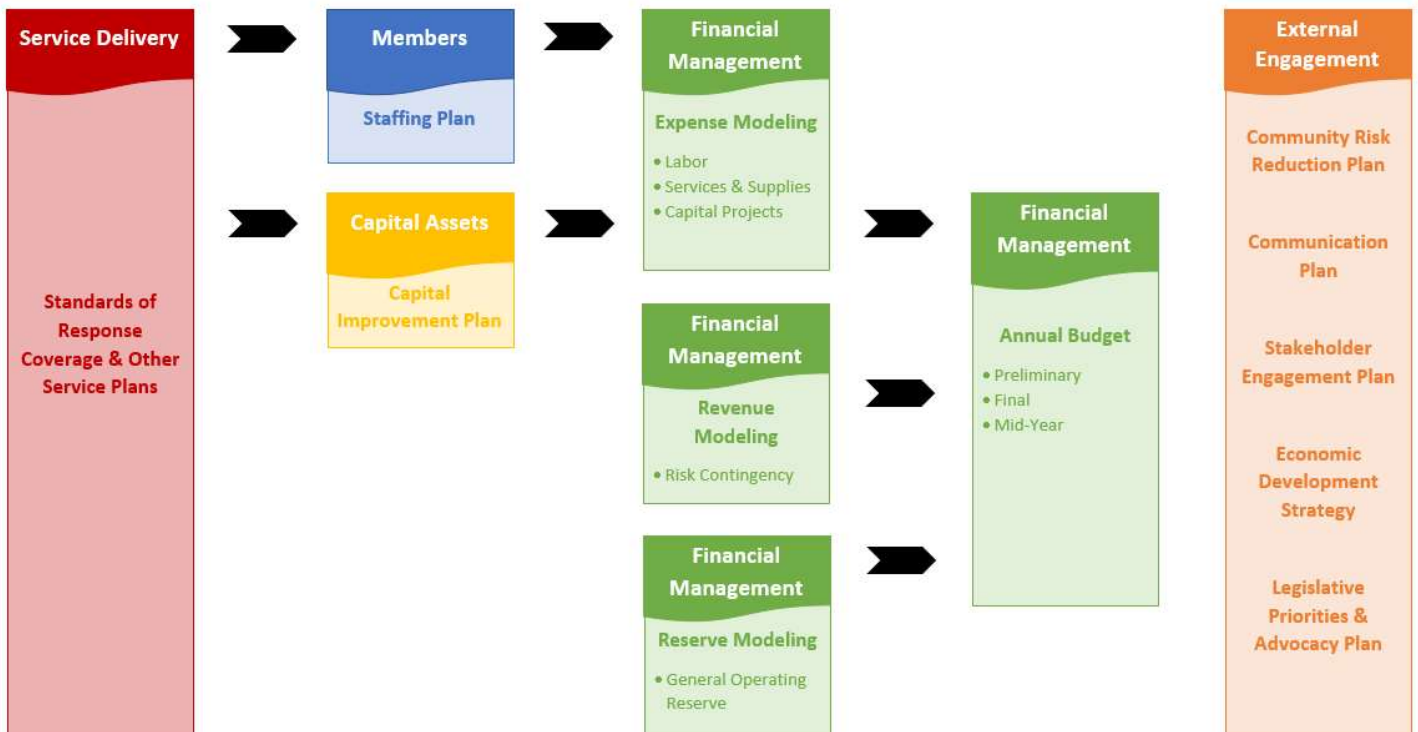 Service Delivery
Standards of
Response
Coverage & Other
Service Plans
Members
Staffing Plan
Capital Assets
Capital
Improvement Plan
Financial
Management
Expense Modeling
• Labor
• Services & Supplies
• Capital Projects
Financial
Management
Revenue
Modeling
• Risk Contingency
Financial
Management
Reserve Modeling
• General Operating
Reserve
Financial
Management
Annual Budget
• Preliminary
• Final
• Mid-Year
External
Engagement
Community Risk
Reduction Plan
Communication
Plan
Stakeholder
Engagement Plan
Economic
Development
Strategy
Legislative
Priorities &
Advocacy Plan